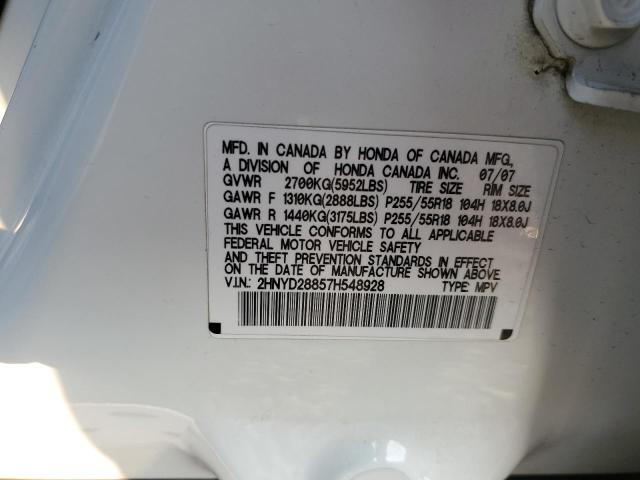 MFD. IN CANADA BY HONDA OF CANADA MFG.,
A DIVISION OF HONDA CANADA INC. 07/07
GVWR 2700KG(5952LBS) TIRE SIZE RIM SIZE
GAWR F 1310KG(2888LBS) P255/55R18 104H 18X8.0J
GAWR R 1440KG(3175LBS) P255/55R18 104H 18X8.0J
THIS VEHICLE CONFORMS TO ALL APPLICABLE
FEDERAL MOTOR VEHICLE SAFETY
AND THEFT PREVENTION STANDARDS IN EFFECT
ON THE DATE OF MANUFACTURE SHOWN ABOVE.
V.I.N.: 2HNYD28857H548928 TYPE: MPV